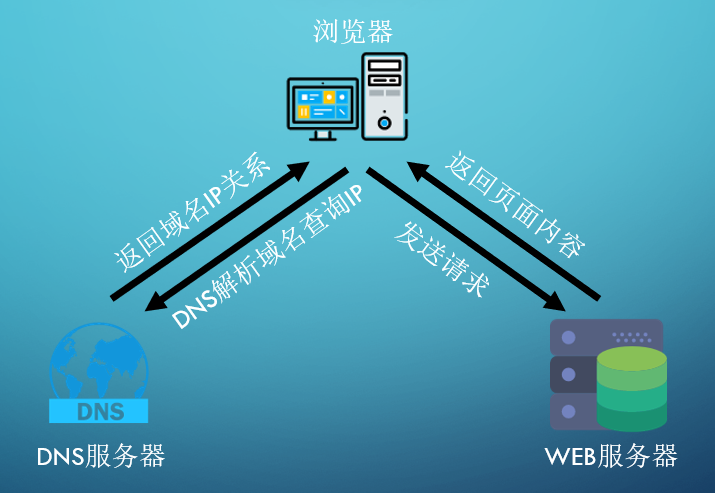 浏览器
返回域名IP关系
DNS解析域名查询IP
发送请求
返回页面内容
DNS
DNS服务器
WEB服务器